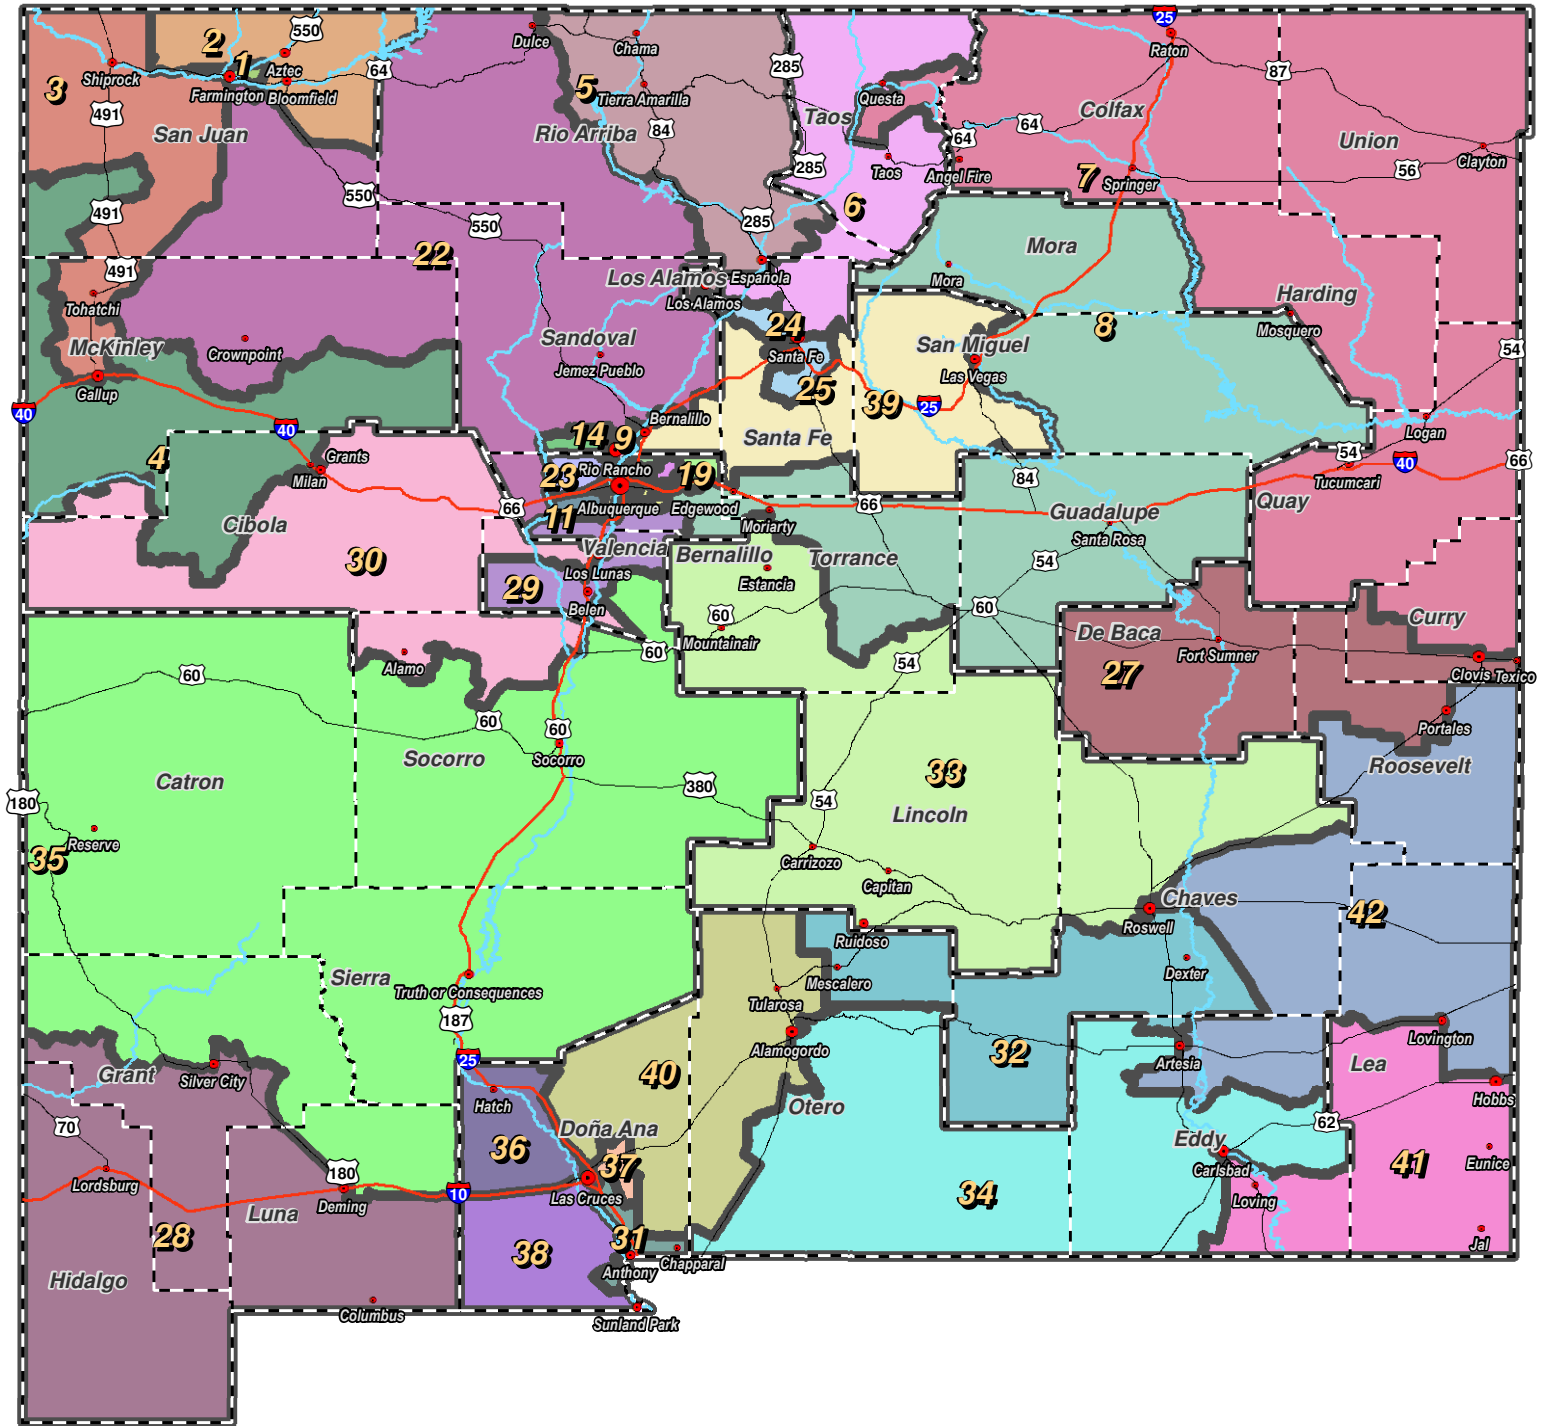 25
550
2
1
Dulce
Chama
Raton
Aztec
64
285
87
Shiprock
3
Farmington
Bloomfield
5
Tierra Amarilla
Questa
491
San Juan
Rio Arriba
84
Taos
Colfax
64
64
Union
Clayton
285
Taos
Angel Fire
7
Springer
56
550
491
285
6
550
22
Mora
491
Los Alamos
Española
Los Alamos
Mora
Harding
Tohatchi
24
8
Mosquero
McKinley
Crownpoint
Sandoval
Jemez Pueblo
Santa Fe
San Miguel
Las Vegas
54
Gallup
25
39
25
40
40
Bernalillo
14
9
Santa Fe
Logan
4
Grants
Milan
23
Rio Rancho
19
84
54
40
Tucumcari
66
66
11
Albuquerque
Edgewood
66
Moriarty
Guadalupe
Santa Rosa
Quay
Cibola
30
Valencia
Bernalillo
Torrance
54
Los Lunas
Estancia
29
Belen
60
Mountainair
60
De Baca
Curry
Alamo
60
54
Fort Sumner
27
Clovis
Texico
60
60
60
Portales
Socorro
Socorro
Roosevelt
Catron
380
33
54
Lincoln
180
Reserve
35
Carrizozo
Capitan
Chaves
42
Roswell
Ruidoso
Dexter
Sierra
Truth or Consequences
Mescalero
Tularosa
187
Alamogordo
Lovington
25
32
Artesia
Lea
Grant
Silver City
40
Hatch
Otero
Hobbs
70
36
Doña Ana
62
Eddy
180
37
Carlsbad
41
Eunice
Lordsburg
Deming
10
Las Cruces
34
Loving
28
Luna
38
31
Jal
Hidalgo
Anthony
Chapparal
Columbus
Sunland Park